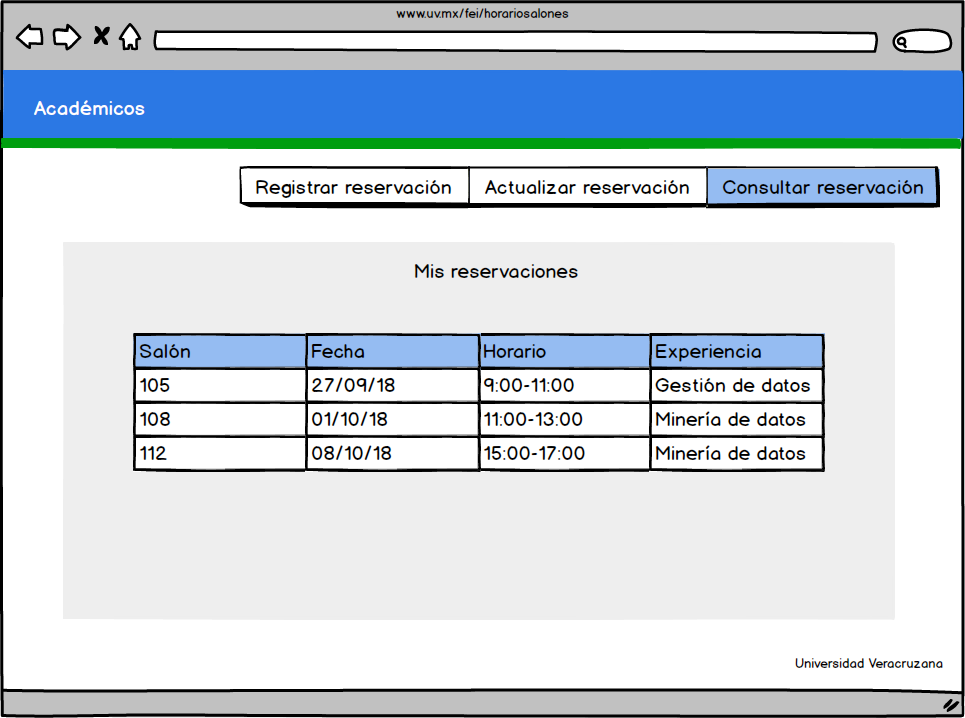 www.uv.mx/fei/horariosalones
Académicos
Registrar reservación Actualizar reservación Consultar reservación
Mis reservaciones
Salón Fecha Horario Experiencia
105 27/09/18 9:00-11:00 Gestión de datos
108 01/10/18 11:00-13:00 Minería de datos
112 08/10/18 15:00-17:00 Minería de datos
Universidad Veracruzana